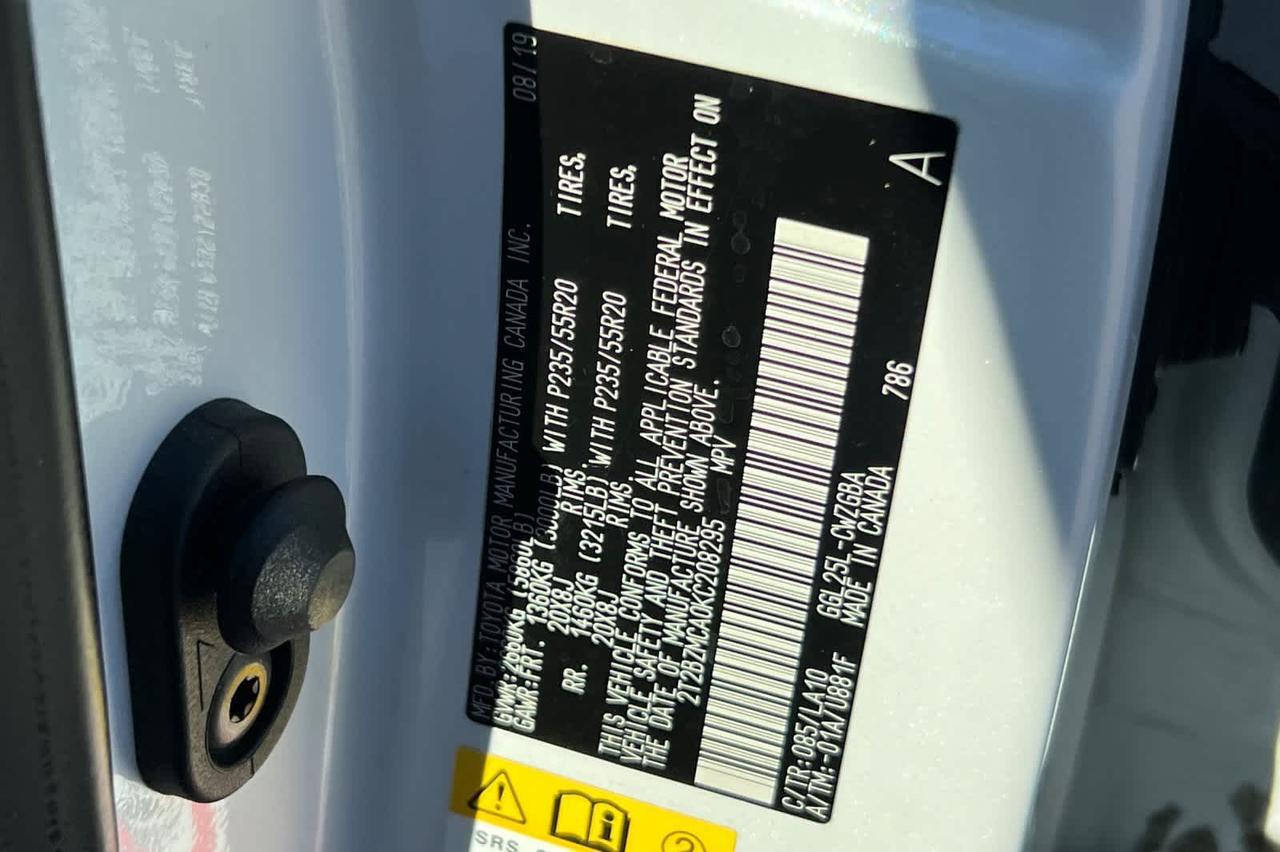 MFD. BY: TOYOTA MOTOR MANUFACTURING CANADA INC. 08/19
GVWR: 2660KG (5860LB)
GAWR: FRT. 1360KG (3000LB) WITH P235/55R20 TIRES,
20X8J RIMS,
RR. 1460KG (3215LB) WITH P235/55R20 TIRES,
20X8J RIMS.
THIS VEHICLE CONFORMS TO ALL APPLICABLE FEDERAL MOTOR
VEHICLE SAFETY AND THEFT PREVENTION STANDARDS IN EFFECT ON
THE DATE OF MANUFACTURE SHOWN ABOVE.
2T2BZMCA0KC208295 MPV
C/TR: 085/LA10 GGL25L-CWZGBA 786 A
A/TM:-01A/U881F MADE IN CANADA
SRS